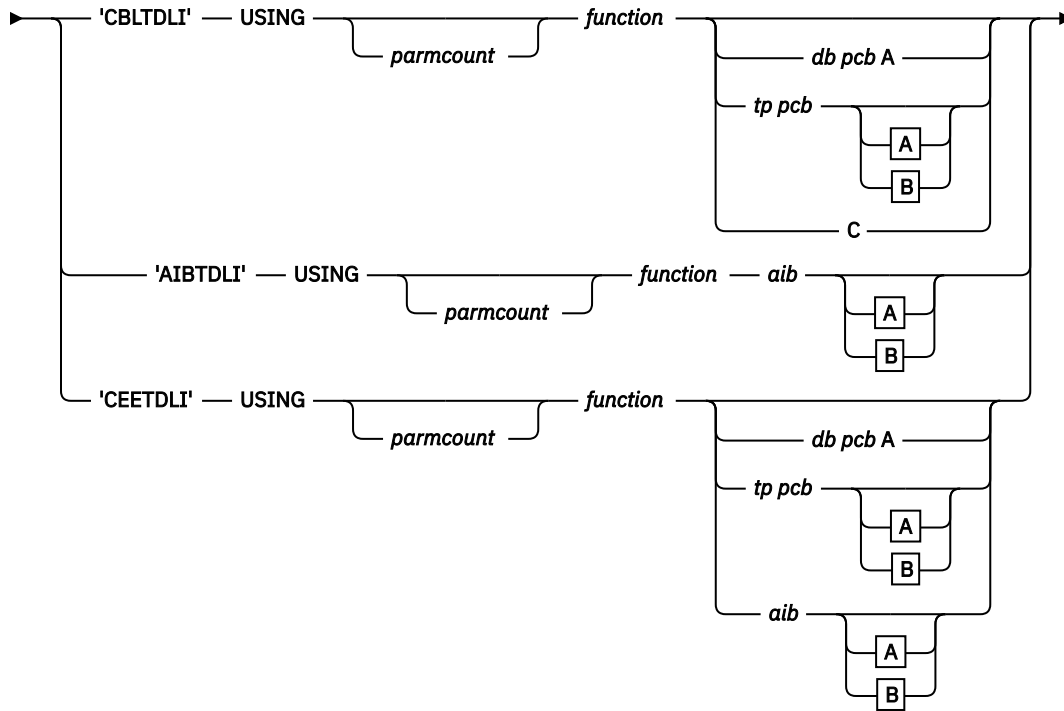 'CBLTDLI' USING parmcount function
db pcb A
tp pcb
A
B
C
'AIBTDLI' USING parmcount function aib
A
B
'CEETDLI' USING parmcount function
db pcb A
tp pcb
A
B
aib
A
B